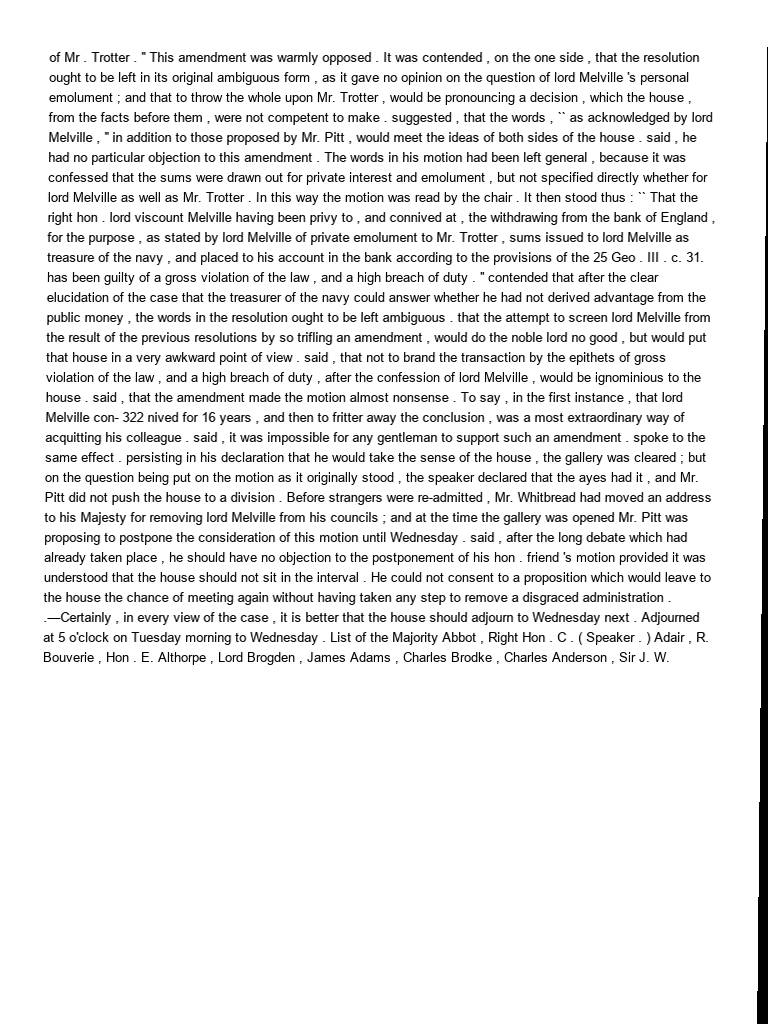 of Mr . Trotter . " This amendment was warmly opposed . It was contended , on the one side , that the resolution
ought to be left in its original ambiguous form , as it gave no opinion on the question of lord Melville 's personal
emolument ; and that to throw the whole upon Mr. Trotter , would be pronouncing a decision , which the house ,
from the facts before them , were not competent to make . suggested , that the words , `` as acknowledged by lord
Melville , " in addition to those proposed by Mr. Pitt , would meet the ideas of both sides of the house . said , he
had no particular objection to this amendment . The words in his motion had been left general , because it was
confessed that the sums were drawn out for private interest and emolument , but not specified directly whether for
lord Melville as well as Mr. Trotter . In this way the motion was read by the chair . It then stood thus : `` That the
right hon . lord viscount Melville having been privy to , and connived at , the withdrawing from the bank of England ,
for the purpose , as stated by lord Melville of private emolument to Mr. Trotter , sums issued to lord Melville as
treasure of the navy , and placed to his account in the bank according to the provisions of the 25 Geo . III . c. 31.
has been guilty of a gross violation of the law , and a high breach of duty . " contended that after the clear
elucidation of the case that the treasurer of the navy could answer whether he had not derived advantage from the
public money , the words in the resolution ought to be left ambiguous . that the attempt to screen lord Melville from
the result of the previous resolutions by so trifling an amendment , would do the noble lord no good , but would put
that house in a very awkward point of view . said , that not to brand the transaction by the epithets of gross
violation of the law , and a high breach of duty , after the confession of lord Melville , would be ignominious to the
house . said , that the amendment made the motion almost nonsense . To say , in the first instance , that lord
Melville con- 322 nived for 16 years , and then to fritter away the conclusion , was a most extraordinary way of
acquitting his colleague . said , it was impossible for any gentleman to support such an amendment . spoke to the
same effect . persisting in his declaration that he would take the sense of the house , the gallery was cleared ; but
on the question being put on the motion as it originally stood , the speaker declared that the ayes had it , and Mr.
Pitt did not push the house to a division . Before strangers were re-admitted , Mr. Whitbread had moved an address
to his Majesty for removing lord Melville from his councils ; and at the time the gallery was opened Mr. Pitt was
proposing to postpone the consideration of this motion until Wednesday . said , after the long debate which had
already taken place , he should have no objection to the postponement of his hon . friend 's motion provided it was
understood that the house should not sit in the interval . He could not consent to a proposition which would leave to
the house the chance of meeting again without having taken any step to remove a disgraced administration .
.—Certainly , in every view of the case , it is better that the house should adjourn to Wednesday next . Adjourned
at 5 o'clock on Tuesday morning to Wednesday . List of the Majority Abbot , Right Hon . C . ( Speaker . ) Adair , R.
Bouverie , Hon . E. Althorpe , Lord Brogden , James Adams , Charles Brodke , Charles Anderson , Sir J. W.